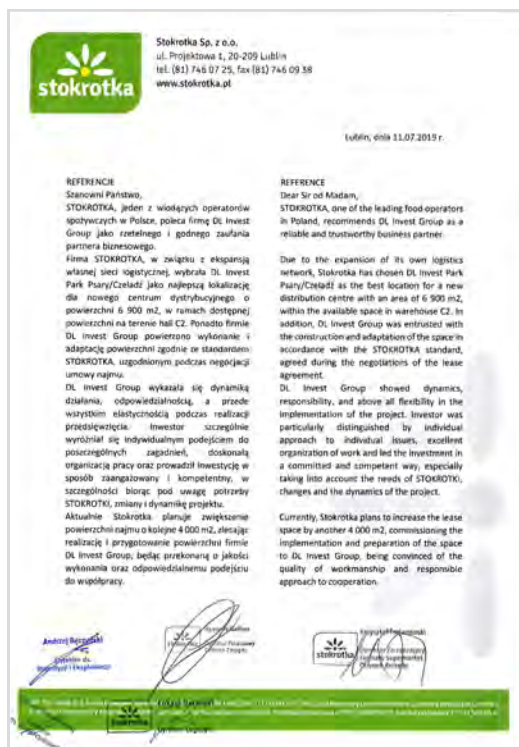 stokrotka
Stokrotka Sp. z o.o.
ul. Projektowa 1, 20-209 Lublin
tel. (81) 746 07 25, fax (81) 746 09 38
www.stokrotka.pl
Lublin, dnia 11.07.2019 r.
REFERENCJE
Szanowni Państwo,
STOKROTKA, jeden z wiodących operatorów
spożywczych w Polsce, poleca firmę DL Invest
Group jako rzetelnego i godnego zaufania
partnera biznesowego.
Firma STOKROTKA, w związku z ekspansją
własnej sieci logistycznej, wybrała DL Invest
Park Psary/Czeladź jako najlepszą lokalizację
dla nowego centrum dystrybucyjnego o
powierzchni 6 900 m2, w ramach dostępnej
powierzchni na terenie hali C2. Ponadto firmie
DL Invest Group powierzono wykonanie i
adaptację powierzchni zgodnie ze standardem
STOKROTKA, uzgodnionym podczas negocjacji
umowy najmu.
DL Invest Group wykazała się dynamiką
działania, odpowiedzialnością, a przede
wszystkim elastycznością podczas realizacji
przedsięwzięcia. Inwestor szczególnie
wyróżniał się indywidualnym podejściem do
poszczególnych zagadnień, doskonałą
organizacją pracy oraz prowadził inwestycję w
sposób zaangażowany i kompetentny, w
szczególności biorąc pod uwagę potrzeby
STOKROTKI, zmiany i dynamikę projektu.
Aktualnie Stokrotka planuje zwiększenie
powierzchni najmu o kolejne 4 000 m2, zlecając
realizację i przygotowanie powierzchni firmie
DL Invest Group, będąc przekonaną o jakości
wykonania oraz odpowiedzialnemu podejściu
do współpracy.
REFERENCE
Dear Sir od Madam,
STOKROTKA, one of the leading food operators
in Poland, recommends DL Invest Group as a
reliable and trustworthy business partner.
Due to the expansion of its own logistics
network, Stokrotka has chosen DL Invest Park
Psary/Czeladź as the best location for a new
distribution centre with an area of 6 900 m2,
within the available space in warehouse C2. In
addition, DL Invest Group was entrusted with
the construction and adaptation of the space in
accordance with the STOKROTKA standard,
agreed during the negotiations of the lease
agreement.
DL Invest Group showed dynamics,
responsibility, and above all flexibility in the
implementation of the project. Investor was
particularly distinguished by individual
approach to individual issues, excellent
organization of work and led the investment in
a committed and competent way, especially
taking into account the needs of STOKROTKI,
changes and the dynamics of the project.
Currently, Stokrotka plans to increase the lease
space by another 4 000 m2, commissioning the
implementation and preparation of the space
to DL Invest Group, being convinced of the
quality of workmanship and responsible
approach to cooperation.
Andrzej
stokrotka
Krzysztof
stokrotka